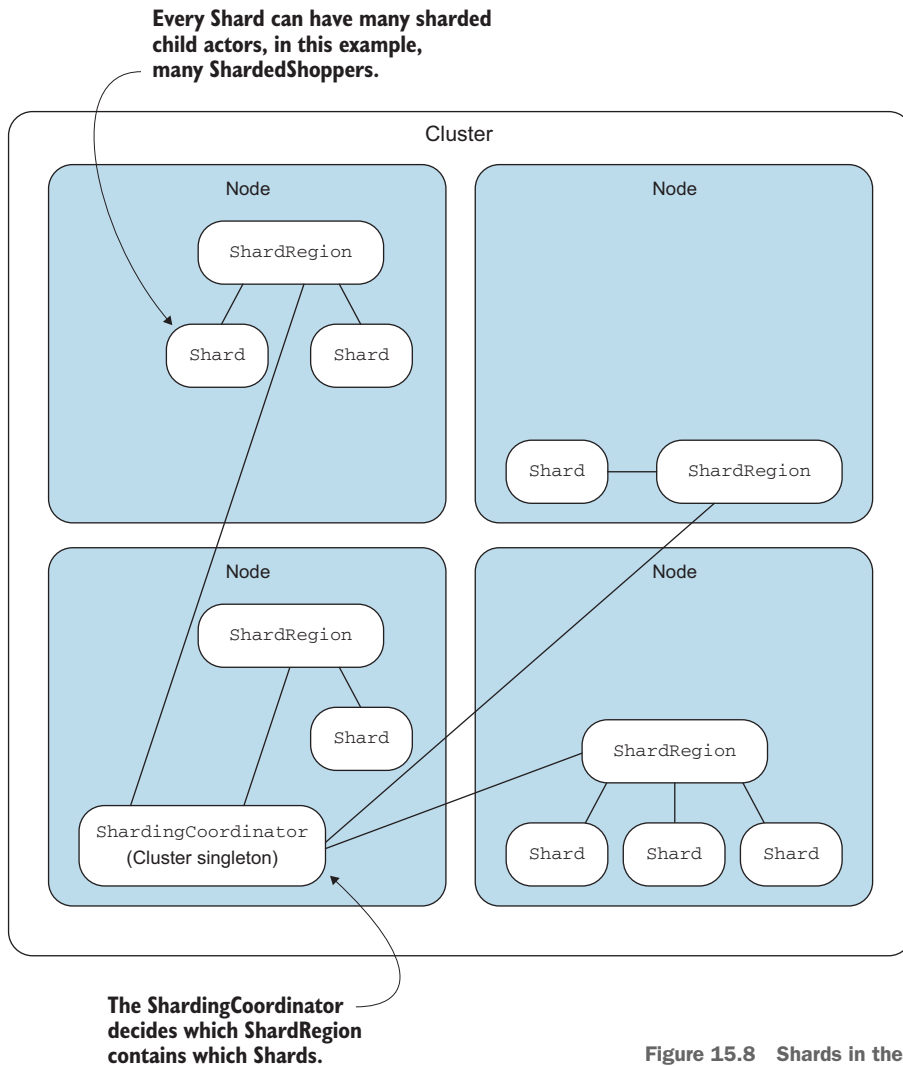 Every Shard can have many sharded
child actors, in this example,
many ShardedShoppers.
Cluster
Node
ShardRegion
Shard
Shard
Node
Shard
ShardRegion
Node
ShardRegion
Shard
ShardingCoordinator
(Cluster singleton)
Node
ShardRegion
Shard
Shard
Shard
The ShardingCoordinator
decides which ShardRegion
contains which Shards.
Figure 15.8 Shards in the